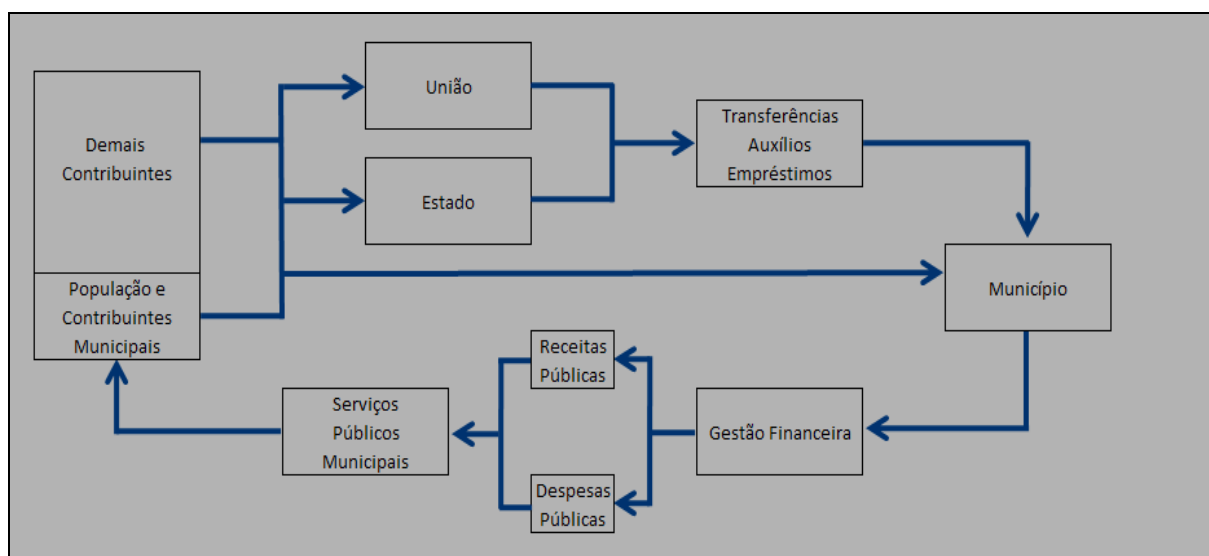 União
Demais
Contribuintes
Estado
Transferências
Auxílios
Empréstimos
População e
Contribuintes
Municipais
Município
Receitas
Públicas
Serviços
Públicos
Municipais
Gestão Financeira
Despesas
Públicas